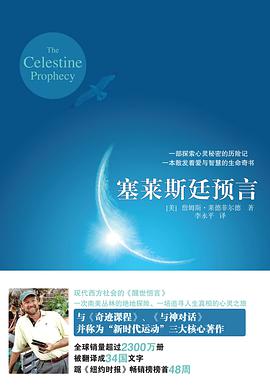 The
Celestine
Prophecy
一部探索心灵秘密的历险记
一本散发着爱与智慧的生命奇书
塞莱斯廷预言
[美] 詹姆斯·莱德菲尔德 著
李永平 译
现代西方社会的《醒世恒言》
一次南美丛林的绝地探险，一场追寻人生真相的心灵之旅
与《奇迹课程》、《与神对话》
并称为“新时代运动”三大核心著作
全球销量超过2300万册
被翻译成34国文字
踞《纽约时报》畅销榜榜首48周